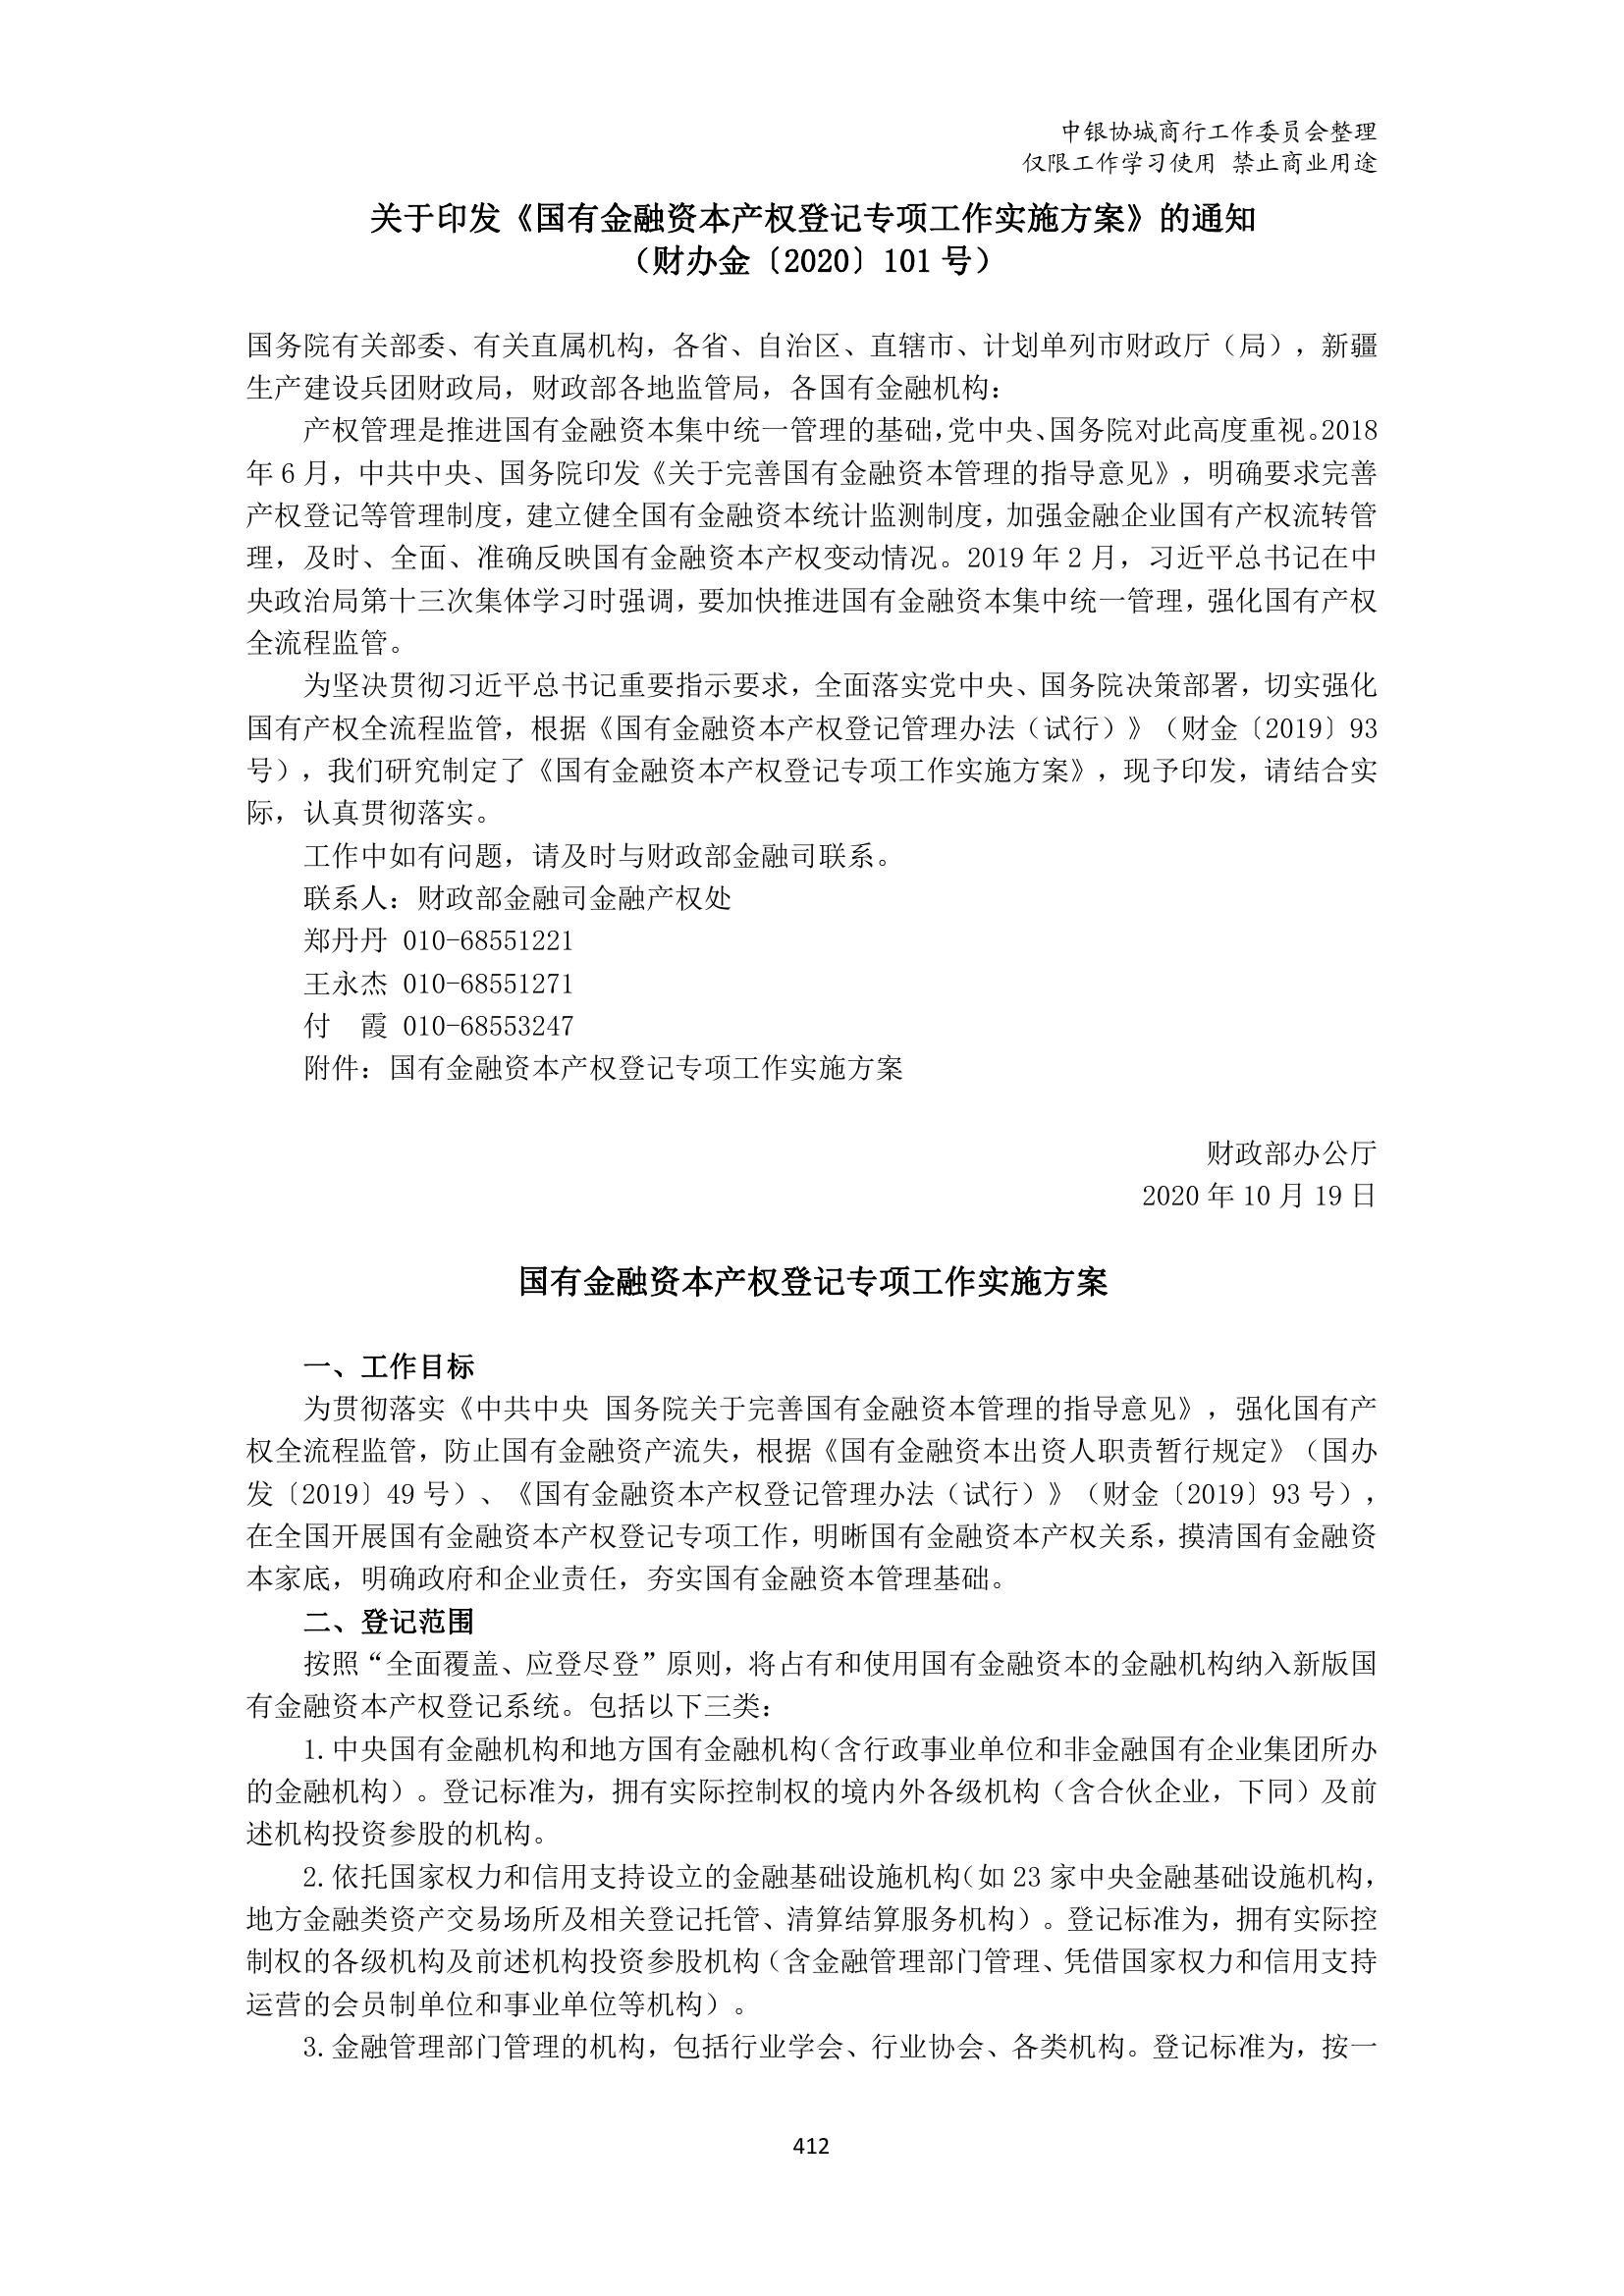 中银协城商行工作委员会整理
仅限工作学习使用 禁止商业用途
关于印发《国有金融资本产权登记专项工作实施方案》的通知
（财办金〔2020〕101 号）
国务院有关部委、有关直属机构，各省、自治区、直辖市、计划单列市财政厅（局），新疆
生产建设兵团财政局，财政部各地监管局，各国有金融机构：
产权管理是推进国有金融资本集中统一管理的基础，党中央、国务院对此高度重视。2018
年 6 月，中共中央、国务院印发《关于完善国有金融资本管理的指导意见》，明确要求完善
产权登记等管理制度，建立健全国有金融资本统计监测制度，加强金融企业国有产权流转管
理，及时、全面、准确反映国有金融资本产权变动情况。2019 年 2 月，习近平总书记在中
央政治局第十三次集体学习时强调，要加快推进国有金融资本集中统一管理，强化国有产权
全流程监管。
为坚决贯彻习近平总书记重要指示要求，全面落实党中央、国务院决策部署，切实强化
国有产权全流程监管，根据《国有金融资本产权登记管理办法（试行）》（财金〔2019〕93
号），我们研究制定了《国有金融资本产权登记专项工作实施方案》，现予印发，请结合实
际，认真贯彻落实。
工作中如有问题，请及时与财政部金融司联系。
联系人：财政部金融司金融产权处
郑丹丹 010-68551221
王永杰 010-68551271
付　霞 010-68553247
附件：国有金融资本产权登记专项工作实施方案
财政部办公厅
2020 年 10 月 19 日
国有金融资本产权登记专项工作实施方案
一、工作目标
为贯彻落实《中共中央 国务院关于完善国有金融资本管理的指导意见》，强化国有产
权全流程监管，防止国有金融资产流失，根据《国有金融资本出资人职责暂行规定》（国办
发〔2019〕49 号）、《国有金融资本产权登记管理办法（试行）》（财金〔2019〕93 号），
在全国开展国有金融资本产权登记专项工作，明晰国有金融资本产权关系，摸清国有金融资
本家底，明确政府和企业责任，夯实国有金融资本管理基础。
二、登记范围
按照“全面覆盖、应登尽登”原则，将占有和使用国有金融资本的金融机构纳入新版国
有金融资本产权登记系统。包括以下三类：
1.中央国有金融机构和地方国有金融机构（含行政事业单位和非金融国有企业集团所办
的金融机构）。登记标准为，拥有实际控制权的境内外各级机构（含合伙企业，下同）及前
述机构投资参股的机构。
2.依托国家权力和信用支持设立的金融基础设施机构（如 23 家中央金融基础设施机构，
地方金融类资产交易场所及相关登记托管、清算结算服务机构）。登记标准为，拥有实际控
制权的各级机构及前述机构投资参股机构（含金融管理部门管理、凭借国家权力和信用支持
运营的会员制单位和事业单位等机构）。
3.金融管理部门管理的机构，包括行业学会、行业协会、各类机构。登记标准为，按一
412